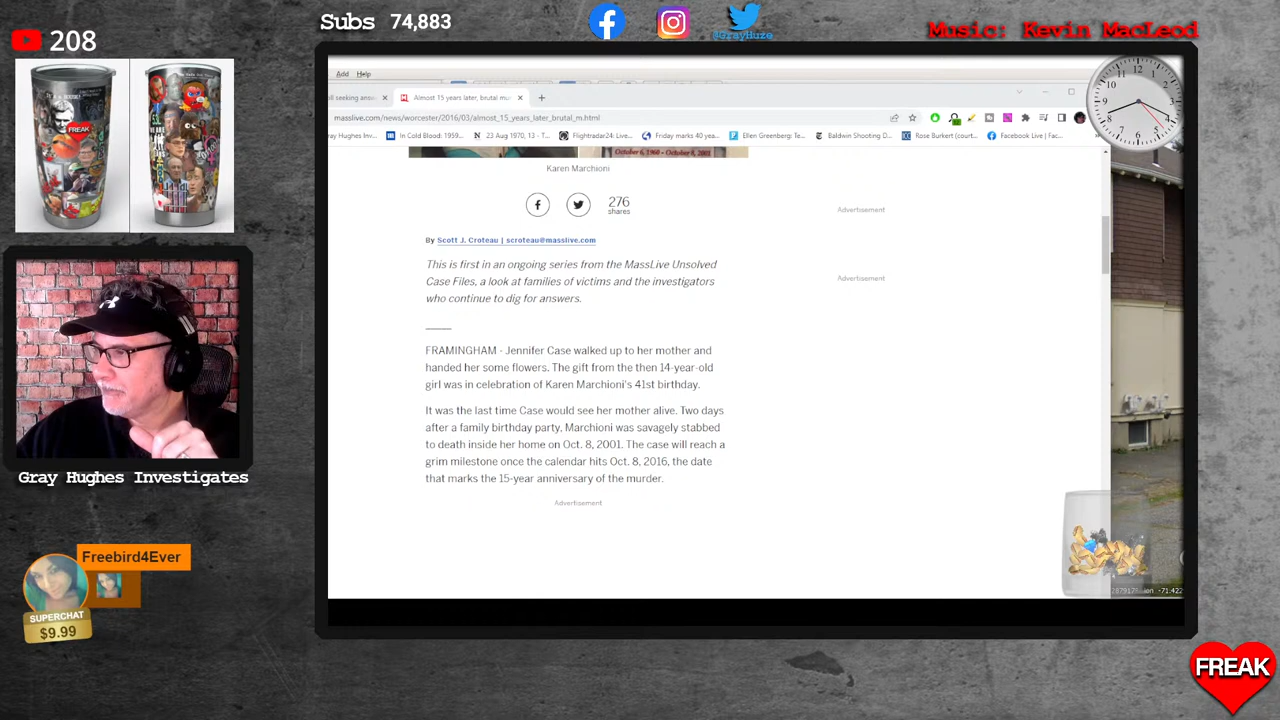 208
Subs 74,883
@GrayHuze
Music: Kevin MacLeod
FREAK
Add Help
Almost 15 years later, brutal mu
masslive.com/news/worcester/2016/03/almost_15_years_later_brutal_m.html
In Cold Blood: 1959...
23 Aug 1970, 13 - T...
Flightradar24: Live...
Friday marks 40 yea...
Ellen Greenberg: Te...
Baldwin Shooting D...
Rose Burkert (court...
Facebook Live | Fac...
October 6, 1960 - October 8, 2001
Karen Marchioni
276
shares
Advertisement
By Scott J. Croteau | scroteau@masslive.com
This is first in an ongoing series from the MassLive Unsolved
Case Files, a look at families of victims and the investigators
who continue to dig for answers.
Advertisement
FRAMINGHAM - Jennifer Case walked up to her mother and
handed her some flowers. The gift from the then 14-year-old
girl was in celebration of Karen Marchioni's 41st birthday.
It was the last time Case would see her mother alive. Two days
after a family birthday party, Marchioni was savagely stabbed
to death inside her home on Oct. 8, 2001. The case will reach a
grim milestone once the calendar hits Oct. 8, 2016, the date
that marks the 15-year anniversary of the murder.
Advertisement
Gray Hughes Investigates
Freebird4Ever
SUPERCHAT
$9.99
FREAK